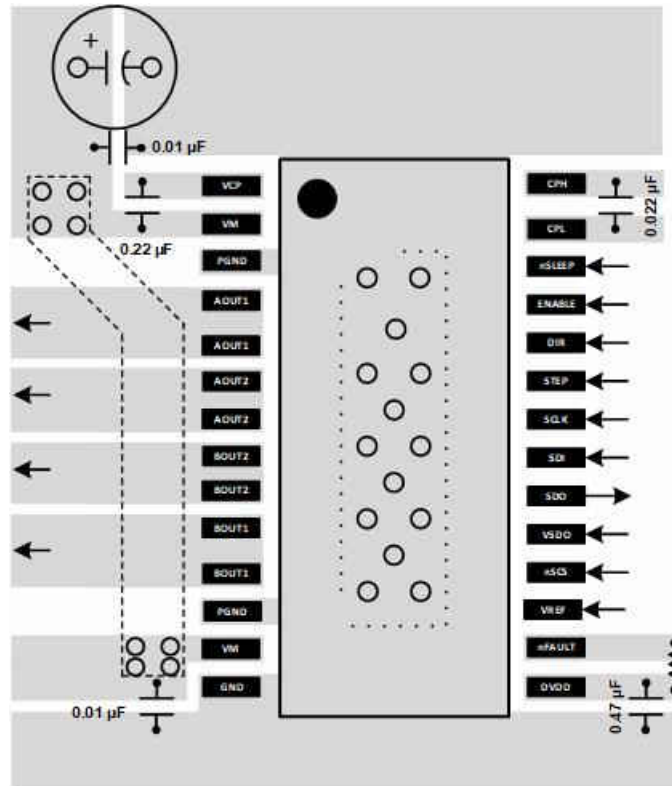 +
0.01 µF
VCP
CPH
0.022 µF
VM
0.22 µF
CPL
PGND
nSLEEP
AOUT1
ENABLE
AOUT1
DIR
AOUT2
STEP
AOUT2
SCLK
BOUT2
SDI
BOUT2
SDO
BOUT1
VSDO
BOUT1
nSCS
PGND
VREF
VM
nFAULT
GND
DVDD
0.01 µF
0.47 µF